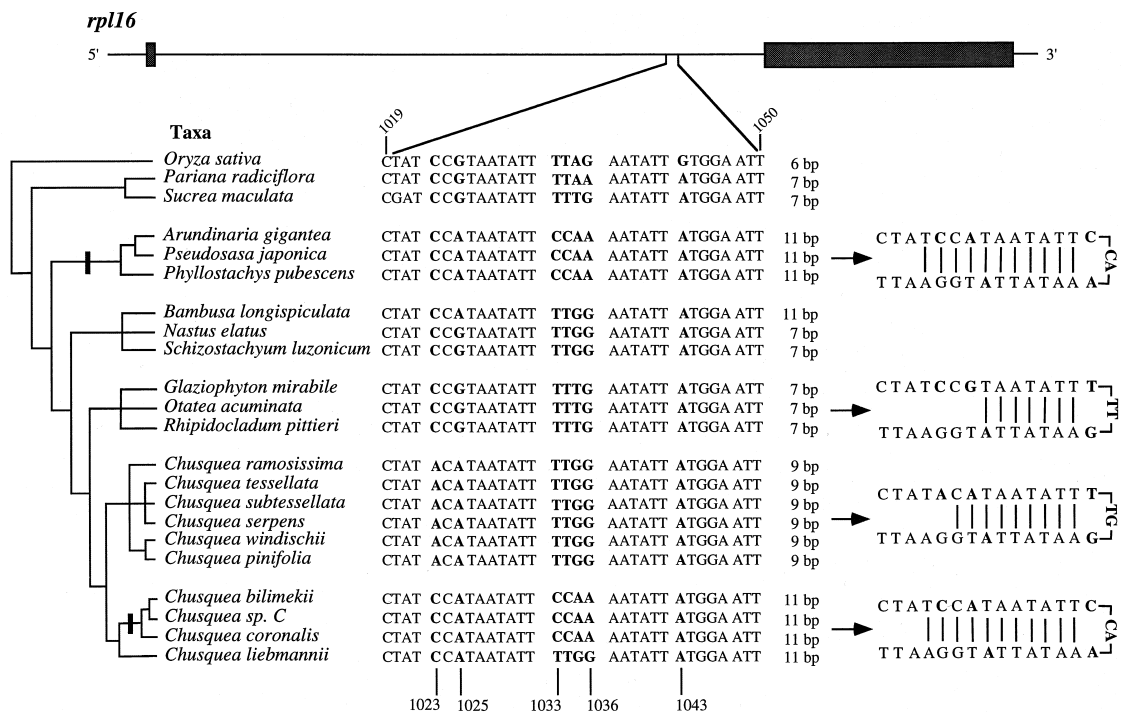 rpl16
5' 3'
Taxa 1019 1050
Oryza sativa CTAT CCGTAATATT TTAG AATATT GTGGA ATT 6 bp
Pariana radiciflora CTAT CCGTAATATT TTAA AATATT ATGGA ATT 7 bp
Sucrea maculata CGAT CCGTAATATT TTTG AATATT ATGGA ATT 7 bp
Arundinaria gigantea CTAT CCATAATATT CCAA AATATT ATGGA ATT 11 bp
Pseudosasa japonica CTAT CCATAATATT CCAA AATATT ATGGA ATT 11 bp
Phyllostachys pubescens CTAT CCATAATATT CCAA AATATT ATGGA ATT 11 bp
CTATCCATAATATT C
CA
TTAAGGTATTATAA A
Bambusa longispiculata CTAT CCATAATATT TTGG AATATT ATGGA ATT 11 bp
Nastus elatus CTAT CCGTAATATT TTGG AATATT ATGGA ATT 7 bp
Schizostachyum luzonicum CTAT CCGTAATATT TTGG AATATT ATGGA ATT 7 bp
Glaziophyton mirabile CTAT CCGTAATATT TTTG AATATT ATGGA ATT 7 bp
Otatea acuminata CTAT CCGTAATATT TTTG AATATT ATGGA ATT 7 bp
Rhipidocladum pittieri CTAT CCGTAATATT TTTG AATATT ATGGA ATT 7 bp
CTATCCGTAATATT T
TT
TTAAGGTATTATAA G
Chusquea ramosissima CTAT ACATAATATT TTGG AATATT ATGGA ATT 9 bp
Chusquea tessellata CTAT ACATAATATT TTGG AATATT ATGGA ATT 9 bp
Chusquea subtessellata CTAT ACATAATATT TTGG AATATT ATGGA ATT 9 bp
Chusquea serpens CTAT ACATAATATT TTGG AATATT ATGGA ATT 9 bp
Chusquea windischii CTAT ACATAATATT TTGG AATATT ATGGA ATT 9 bp
Chusquea pinifolia CTAT ACATAATATT TTGG AATATT ATGGA ATT 9 bp
CTATACATAATATT T
TG
TTAAGGTATTATAA G
Chusquea bilimekii CTAT CCATAATATT CCAA AATATT ATGGA ATT 11 bp
Chusquea sp. C CTAT CCATAATATT CCAA AATATT ATGGA ATT 11 bp
Chusquea coronalis CTAT CCATAATATT CCAA AATATT ATGGA ATT 11 bp
Chusquea liebmannii CTAT CCATAATATT TTGG AATATT ATGGA ATT 11 bp
CTATCCATAATATT C
CA
TTAAGGTATTATAA A
1023 1025 1033 1036 1043